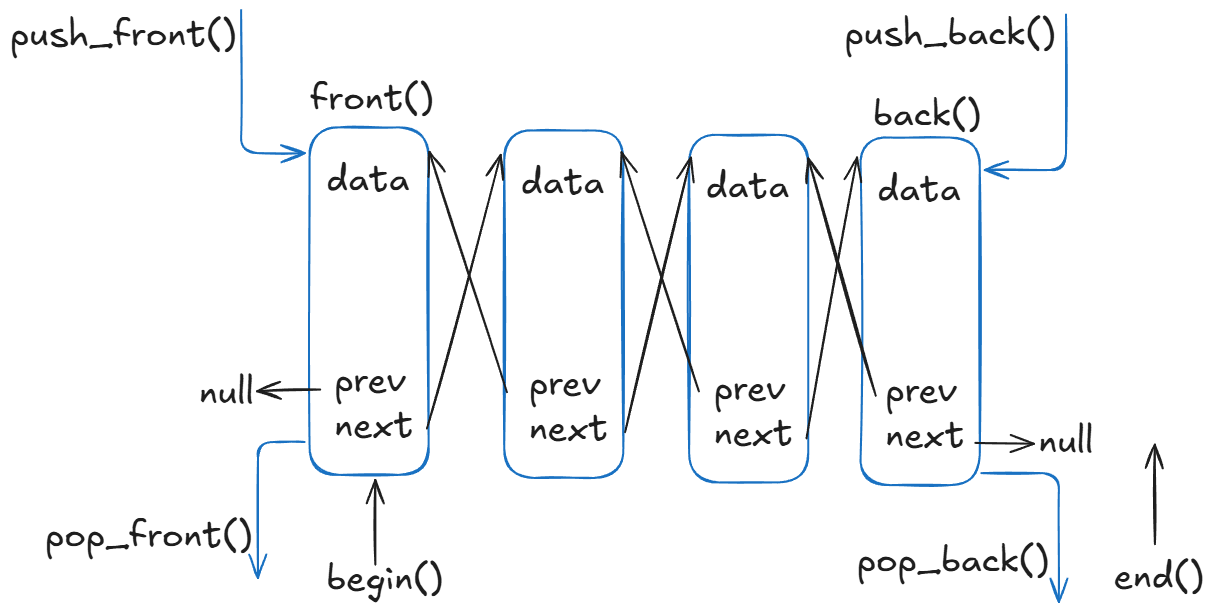 push_front()
push_back()
front()
back()
data
data
data
data
null
prev
next
prev
next
prev
next
prev
next
null
pop_front()
begin()
pop_back()
end()